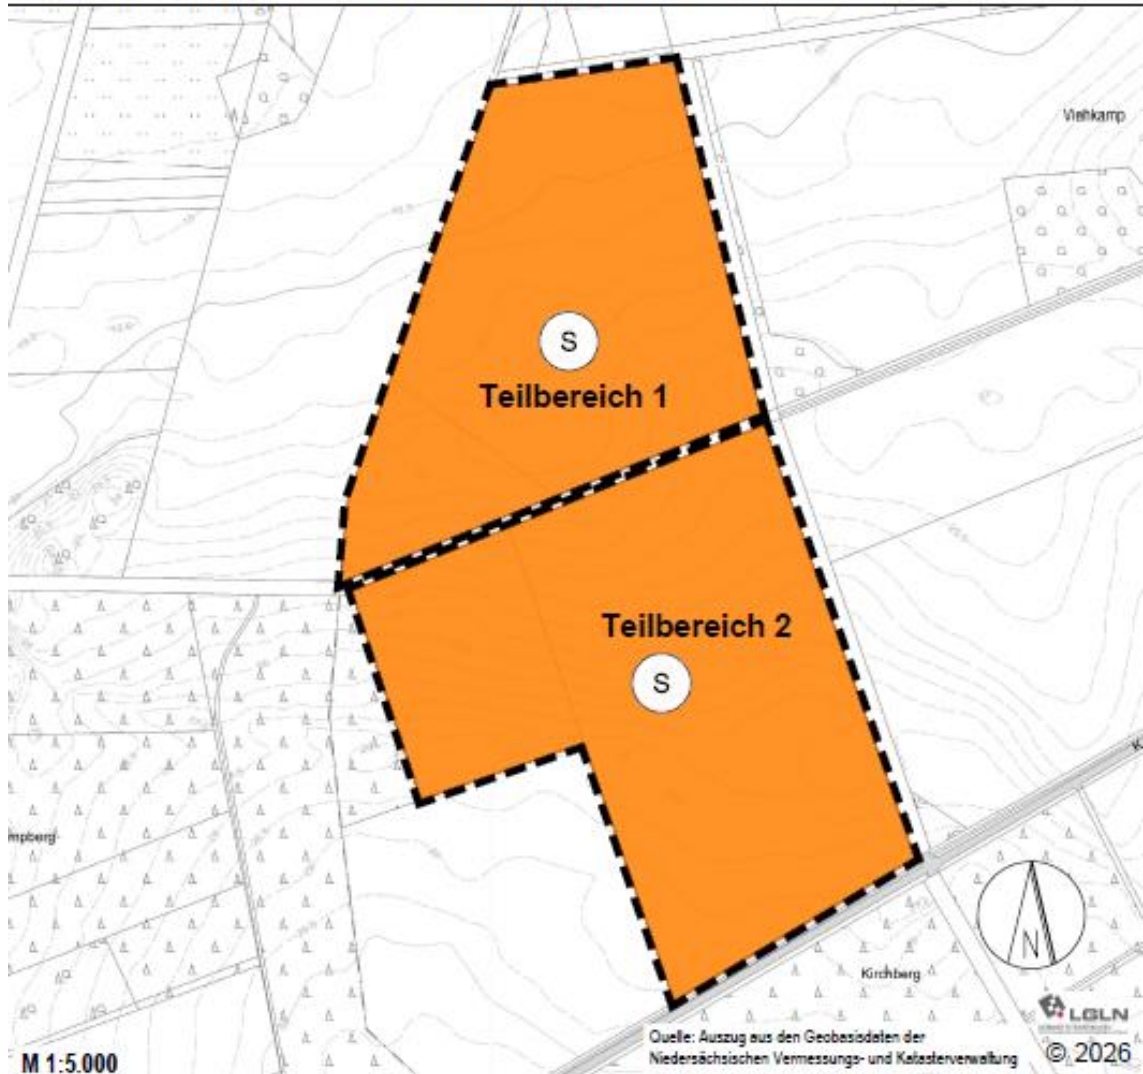 Viehkamp
S
Teilbereich 1
Teilbereich 2
S
mpberg
Kirchberg
N
LGLN
Quelle: Auszug aus den Geobasisdaten der
Niedersächsischen Vermessungs- und Katasterverwaltung
© 2026
M 1:5.000